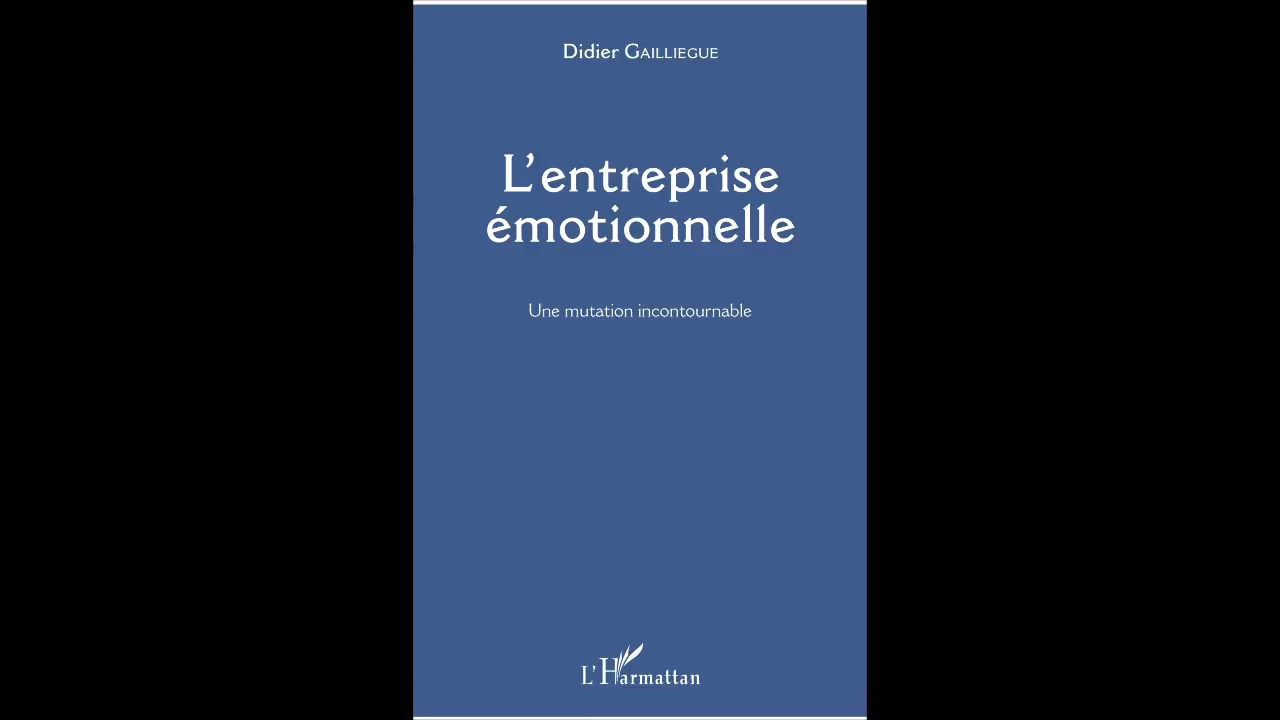 Didier GAILLIEGUE
L’entreprise
émotionnelle
Une mutation incontournable
L’Harmattan